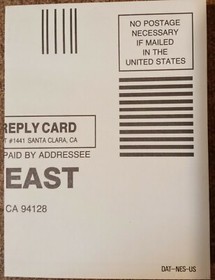 NO POSTAGE
NECESSARY
IF MAILED
IN THE
UNITED STATES
REPLY CARD
#1441 SANTA CLARA, CA
PAID BY ADDRESSEE
EAST
CA 94128
DAT-NES-US